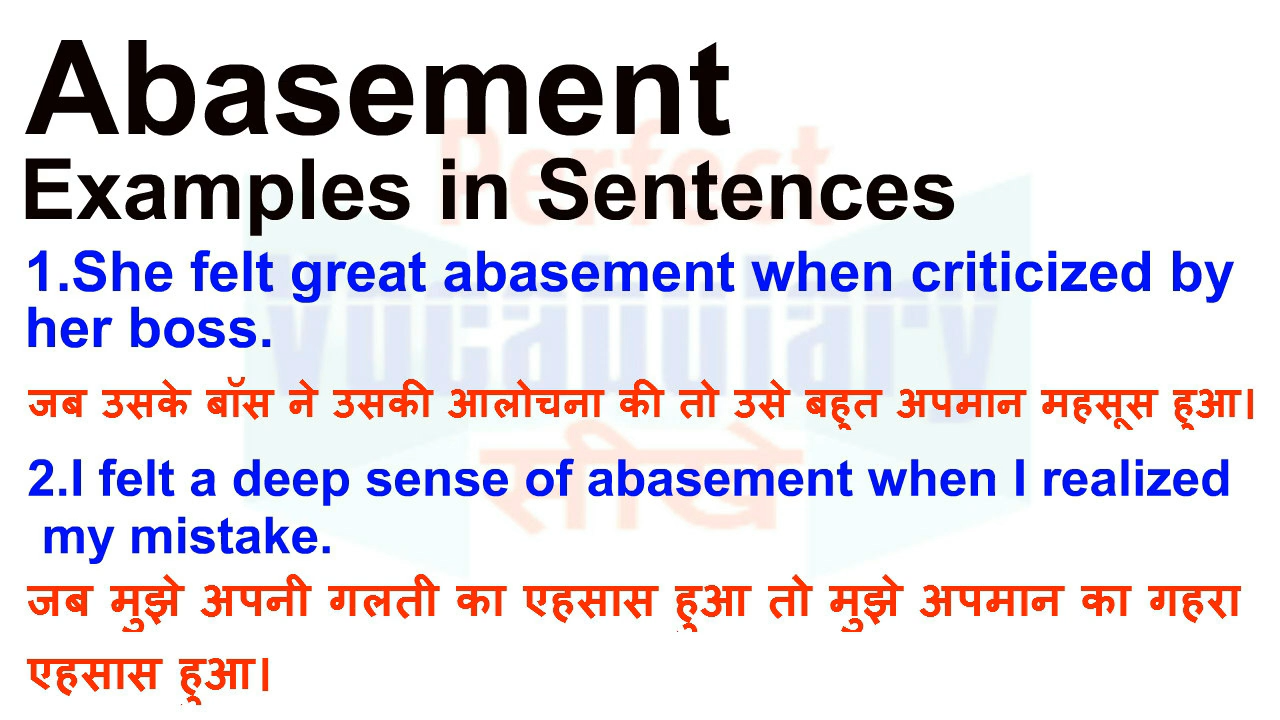 Abasement
Examples in Sentences
1.She felt great abasement when criticized by
her boss.
जब उसके बॉस ने उसकी आलोचना की तो उसे बहुत अपमान महसूस हुआ।
2.I felt a deep sense of abasement when I realized
my mistake.
जब मुझे अपनी गलती का एहसास हुआ तो मुझे अपमान का गहरा
एहसास हुआ।
Perfect
Vocabulary
सीखे